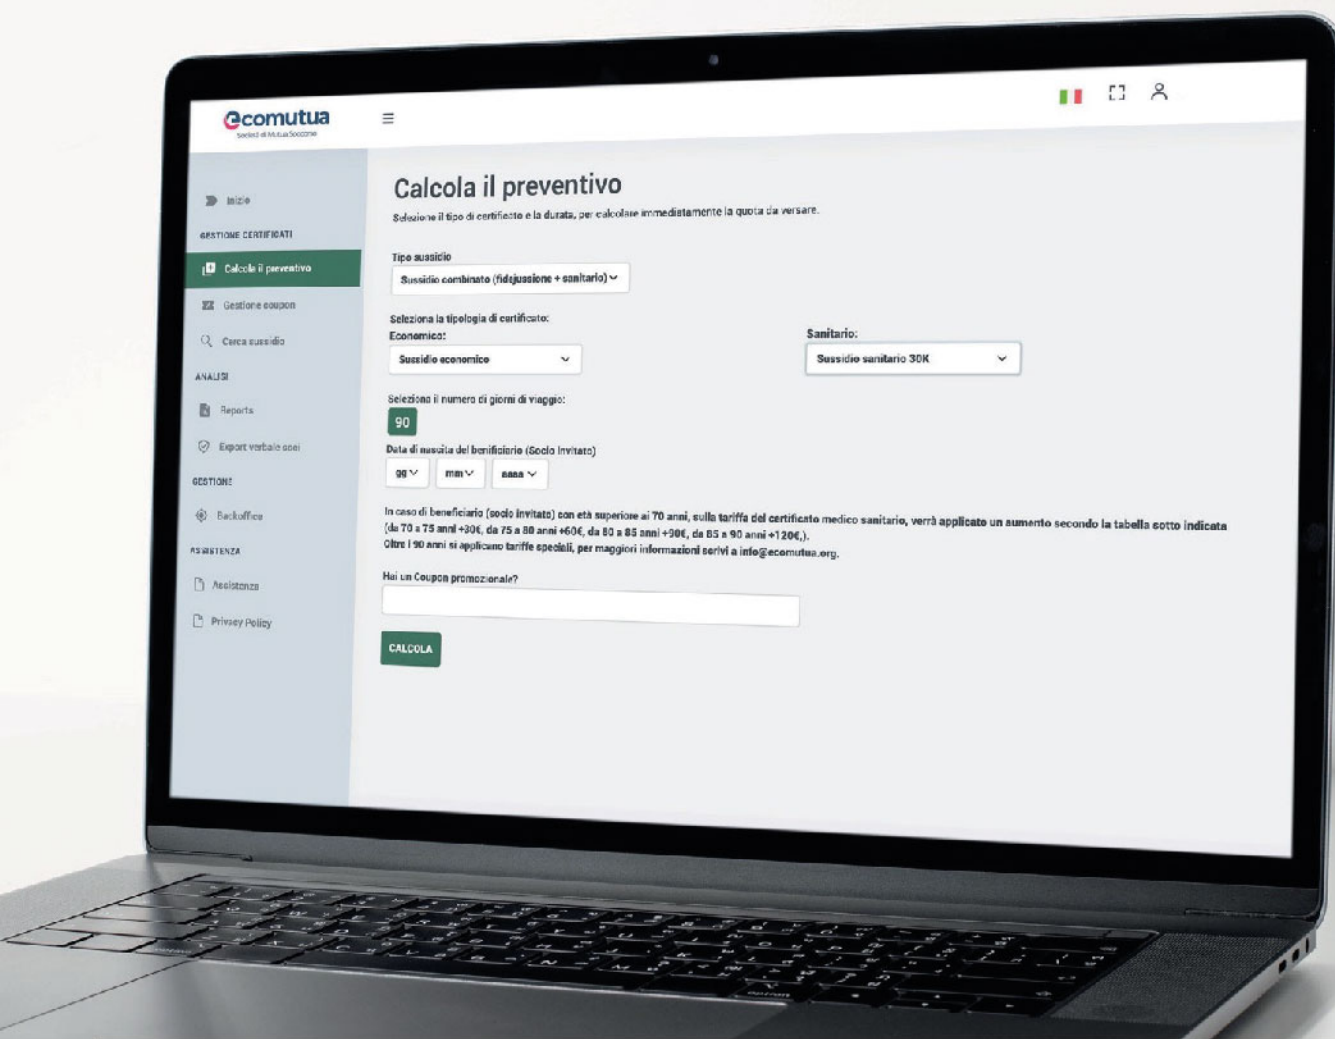 ecomutua
Società di Mutuo Soccorso
Inizio
GESTIONE CERTIFICATI
Calcola il preventivo
Gestione coupon
Cerca sussidio
ANALISI
Reports
Export verbale soci
GESTIONE
Backoffice
ASSISTENZA
Assistenza
Privacy Policy
Calcola il preventivo
Selezione il tipo di certificato e la durata, per calcolare immediatamente la quota da versare.
Tipo sussidio
Sussidio combinato (fidejussione + sanitario)
Seleziona la tipologia di certificato:
Economico:
Sanitario:
Sussidio economico
Sussidio sanitario 30K
Seleziona il numero di giorni di viaggio:
90
Data di nascita del benificiario (Socio Invitato)
gg mm aaaa
In caso di beneficiario (socio invitato) con età superiore ai 70 anni, sulla tariffa del certificato medico sanitario, verrà applicato un aumento secondo la tabella sotto indicata
(da 70 a 75 anni +30€, da 75 a 80 anni +60€, da 80 a 85 anni +90€, da 85 a 90 anni +120€,).
Oltre i 90 anni si applicano tariffe speciali, per maggiori informazioni scrivi a info@ecomutua.org.
Hai un Coupon promozionale?
CALCOLA